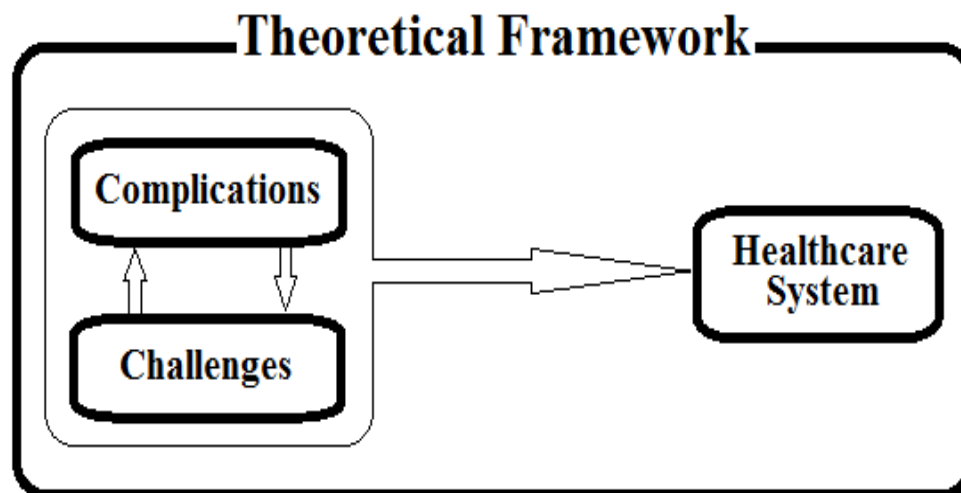 Theoretical Framework
Complications
Challenges
Healthcare
System